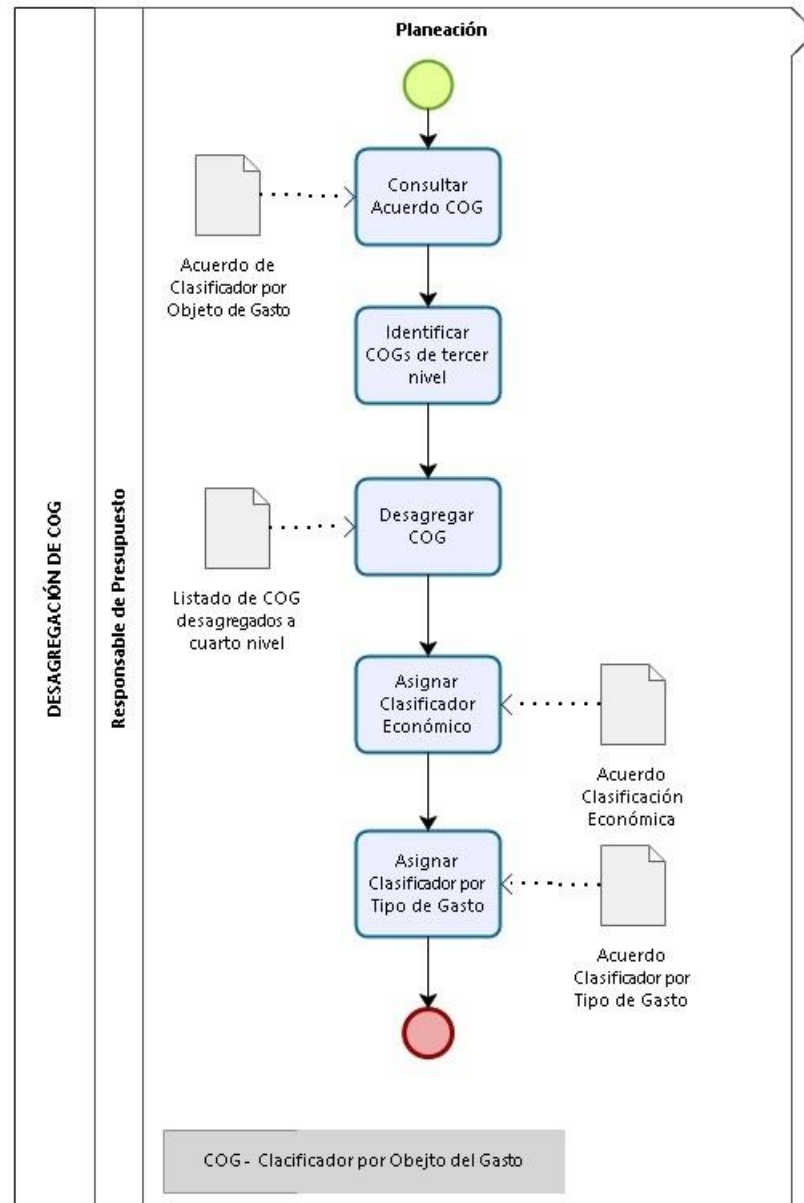 Planeación
DESAGREGACIÓN DE COG
Responsable de Presupuesto
Consultar
Acuerdo COG
Acuerdo de
Clasificador por
Objeto de Gasto
Identificar
COGs de tercer
nivel
Desagregar
COG
Listado de COG
desagregados a
cuarto nivel
Asignar
Clasificador
Económico
Acuerdo
Clasificación
Económica
Asignar
Clasificador por
Tipo de Gasto
Acuerdo
Clasificador por
Tipo de Gasto
COG - Clacificador por Obejto del Gasto